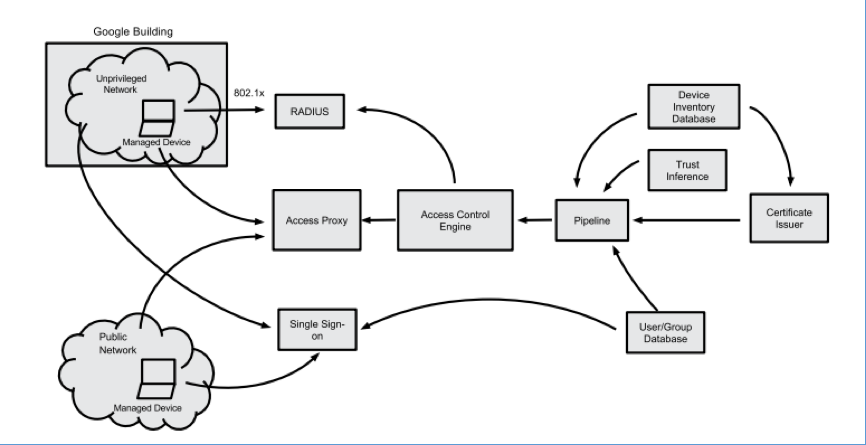 Google Building
Unprivileged
Network
Managed Device
802.1x
RADIUS
Device
Inventory
Database
Trust
Inference
Access Proxy
Access Control
Engine
Pipeline
Certificate
Issuer
Single Sign-
on
User/Group
Database
Public
Network
Managed Device